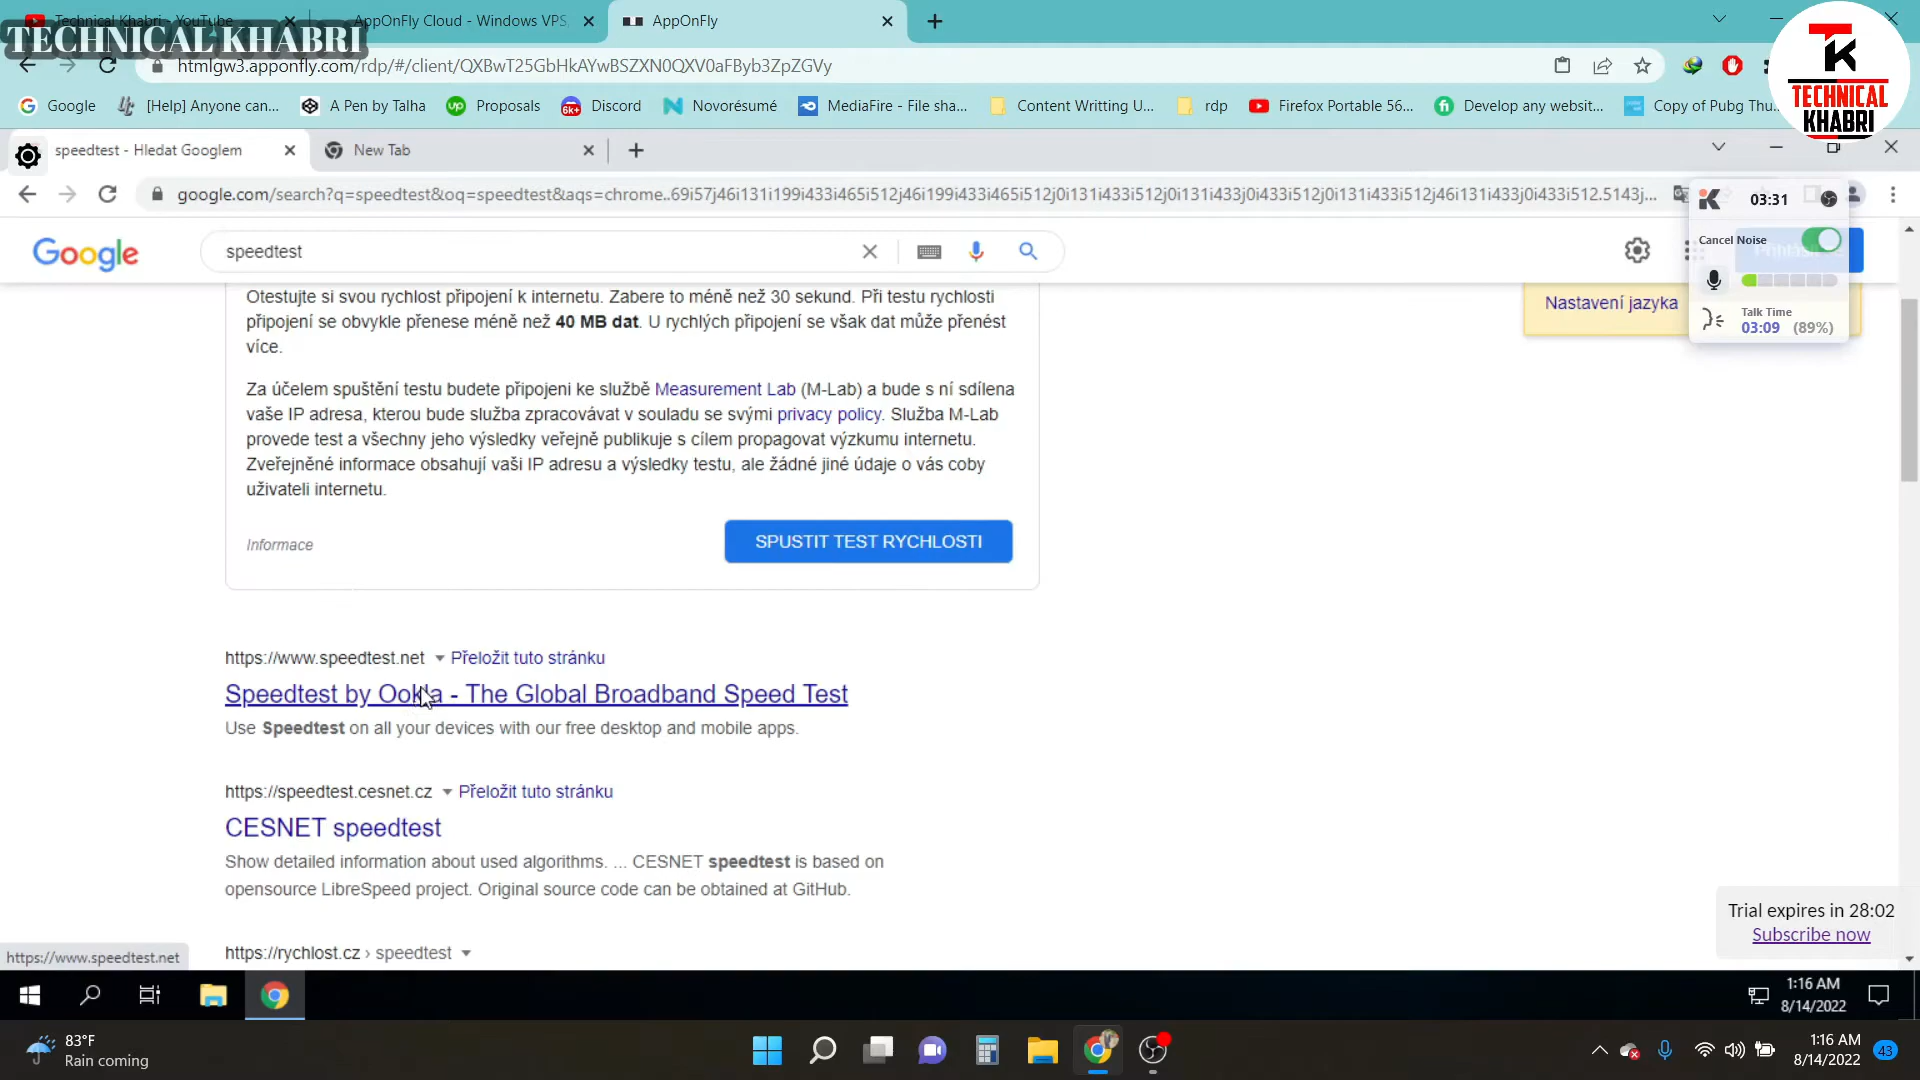 Technical Khabri - YouTube
AppOnFly Cloud - Windows VPS,
AppOnFly
TECHNICAL KHABRI
htmlgw3.apponfly.com/rdp/#/client/QXBwT25GbHkAYwBSZXN0QXV0aFByb3ZpZGVy
Google
[Help] Anyone can...
A Pen by Talha
up
Proposals
6k+
Discord
Novorésumé
MediaFire - File sha...
Content Writting U...
rdp
Firefox Portable 56...
fi
Develop any websit...
Copy of Pubg Thu...
TK
TECHNICAL
KHABRI
speedtest - Hledat Googlem
New Tab
google.com/search?q=speedtest&oq=speedtest&aqs=chrome..69i57j46i131i199i433i465i512j46i199i433i465i512j0i131i433i512j0i131i433i512j0i131i433i512j46i131i433j0i433i512.5143j...
03:31
Cancel Noise
Talk Time
03:09 (89%)
Google
speedtest
Nastavení jazyka
Otestujte si svou rychlost připojení k internetu. Zabere to méně než 30 sekund. Při testu rychlosti
připojení se obvykle přenese méně než 40 MB dat. U rychlých připojení se však dat může přenést
více.
Za účelem spuštění testu budete připojeni ke službě Measurement Lab (M-Lab) a bude s ní sdílena
vaše IP adresa, kterou bude služba zpracovávat v souladu se svými privacy policy. Služba M-Lab
provede test a všechny jeho výsledky veřejně publikuje s cílem propagovat výzkumu internetu.
Zveřejněné informace obsahují vaši IP adresu a výsledky testu, ale žádné jiné údaje o vás coby
uživateli internetu.
Informace
SPUSTIT TEST RYCHLOSTI
https://www.speedtest.net Přeložit tuto stránku
Speedtest by Ookla - The Global Broadband Speed Test
Use Speedtest on all your devices with our free desktop and mobile apps.
https://speedtest.cesnet.cz Přeložit tuto stránku
CESNET speedtest
Show detailed information about used algorithms. ... CESNET speedtest is based on
opensource LibreSpeed project. Original source code can be obtained at GitHub.
https://rychlost.cz › speedtest
Trial expires in 28:02
Subscribe now
https://www.speedtest.net
1:16 AM
8/14/2022
83°F
Rain coming
1:16 AM
8/14/2022
43